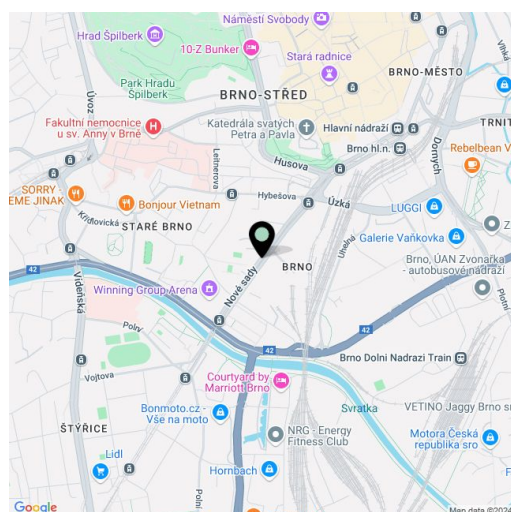 Náměstí Svobody
Hrad Špilberk
10-Z Bunker
Stará radnice
Vlhká
BRNO-MĚSTO
Park Hradu
Špilberk
BRNO-STŘED
Úvoz
Fakultní nemocnice
u sv. Anny v Brně
Katedrála svatých
Petra a Pavla
Hlavní nádraží
Brno hl.n.
TRNIT
Dornych
Rebelbean V
Leitnerova
Husova
SORRY
EME JINAK
Hybešova
Úzká
Bonjour Vietnam
LUGGI
Křídlovická
STARÉ BRNO
Uhelná
Galerie Vaňkovka
Z
Brno, ÚAN Zvonařka
- autobusové nádraží
BRNO
42
Vídeňská
Winning Group Arena
Nové sady
Plotní
Polní
42
42
Brno Dolni Nadrazi Train
Vojtova
Courtyard by
Marriott Brno
Bonmoto.cz -
Vše na moto
Svratka
VETINO Jaggy Brno s
ŠTÝŘICE
NRG - Energy
Fitness Club
Motora Česká
republika sro
Lidl
Hornbach
F
Polní
Google
Map data ©2024